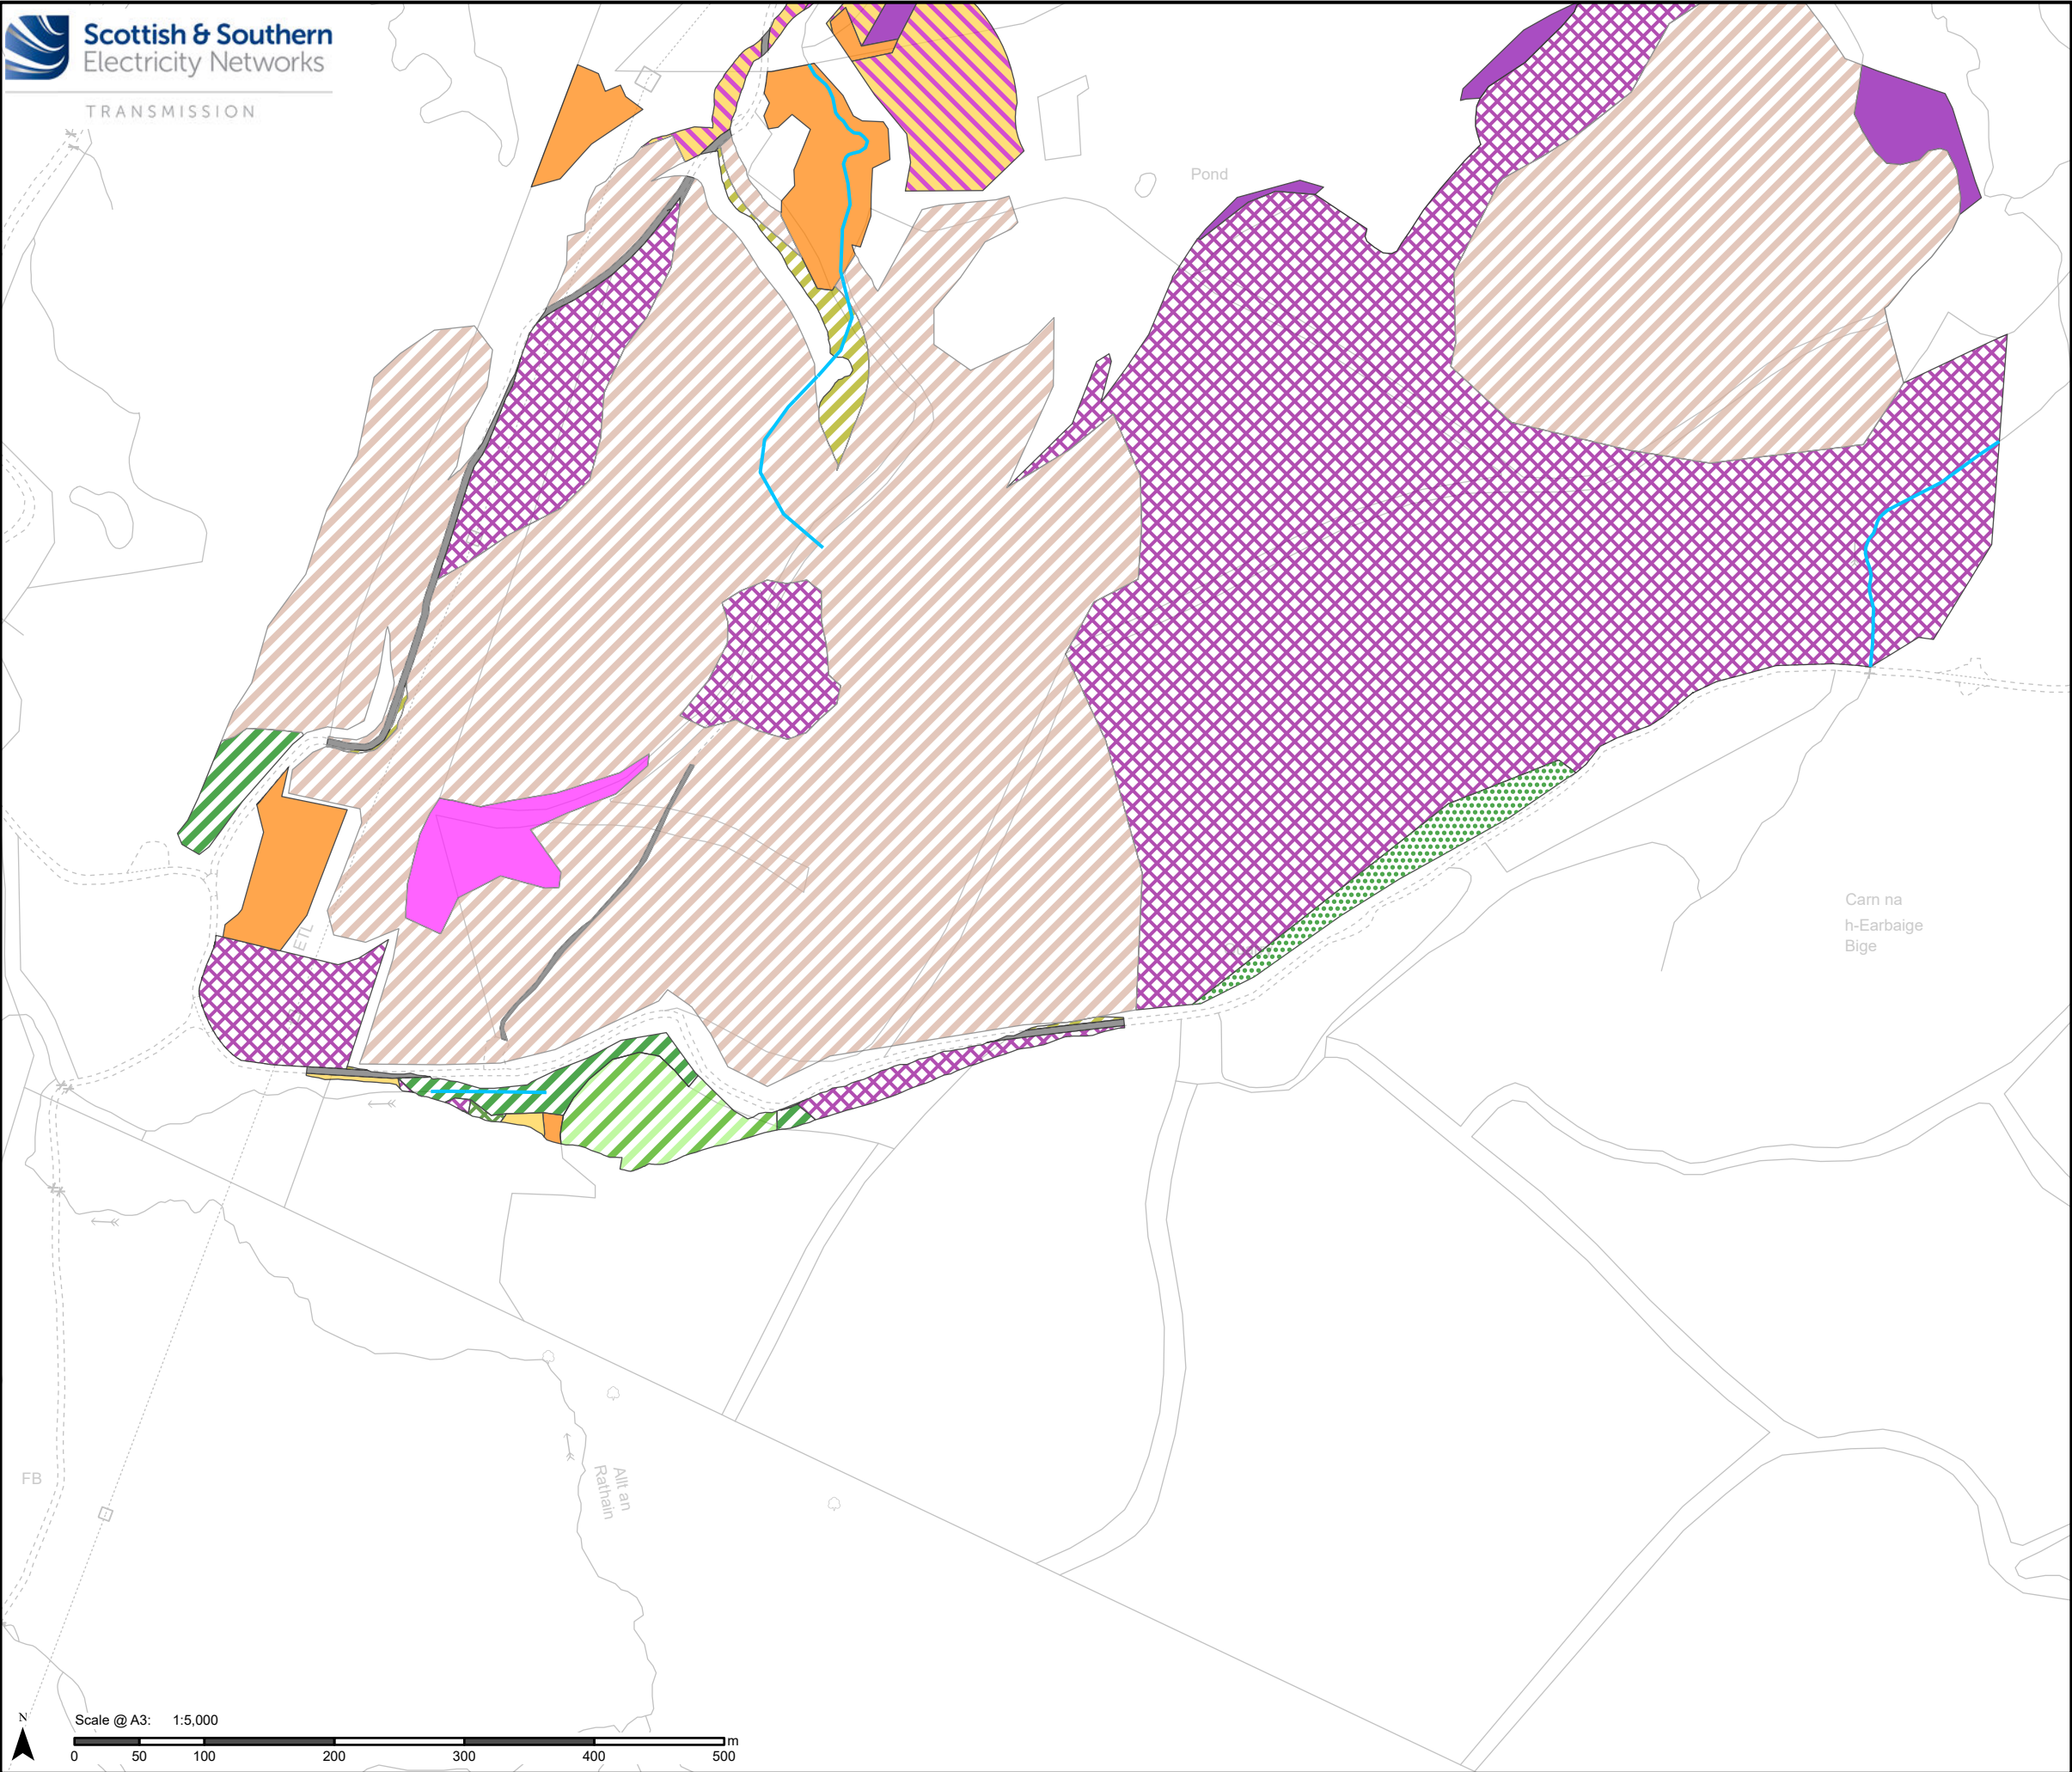 Scottish & Southern
Electricity Networks
TRANSMISSION
Pond
ETL
Carn na
h-Earbaige
Bige
FB
Allt an
Rathain
N
Scale @ A3: 1:5,000
0 50 100 200 300 400 500 m